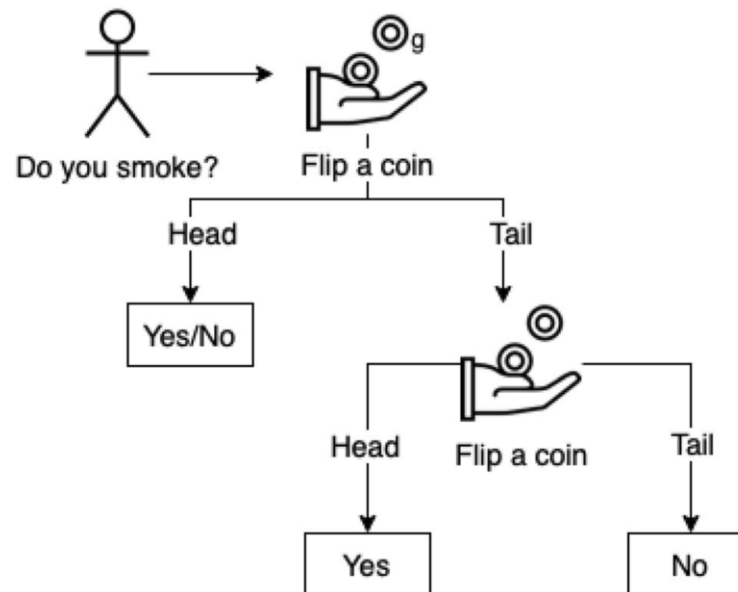 g
Do you smoke?
Flip a coin
Head
Tail
Yes/No
Head
Flip a coin
Tail
Yes
No